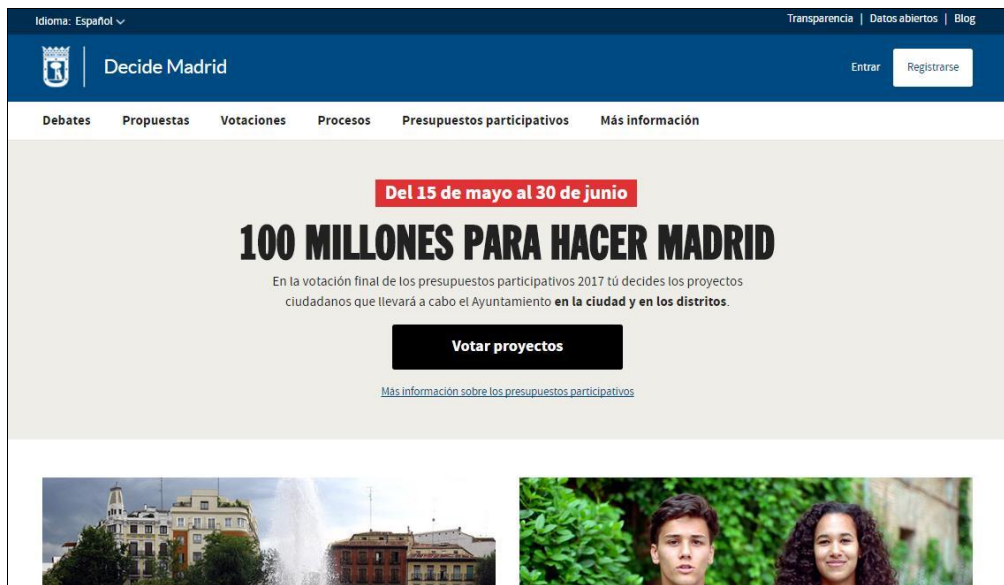 Idioma: Español
Transparencia | Datos abiertos | Blog
Decide Madrid
Entrar
Registrarse
Debates Propuestas Votaciones Procesos Presupuestos participativos Más información
Del 15 de mayo al 30 de junio
100 MILLONES PARA HACER MADRID
En la votación final de los presupuestos participativos 2017 tú decides los proyectos
ciudadanos que llevará a cabo el Ayuntamiento en la ciudad y en los distritos.
Votar proyectos
Más información sobre los presupuestos participativos